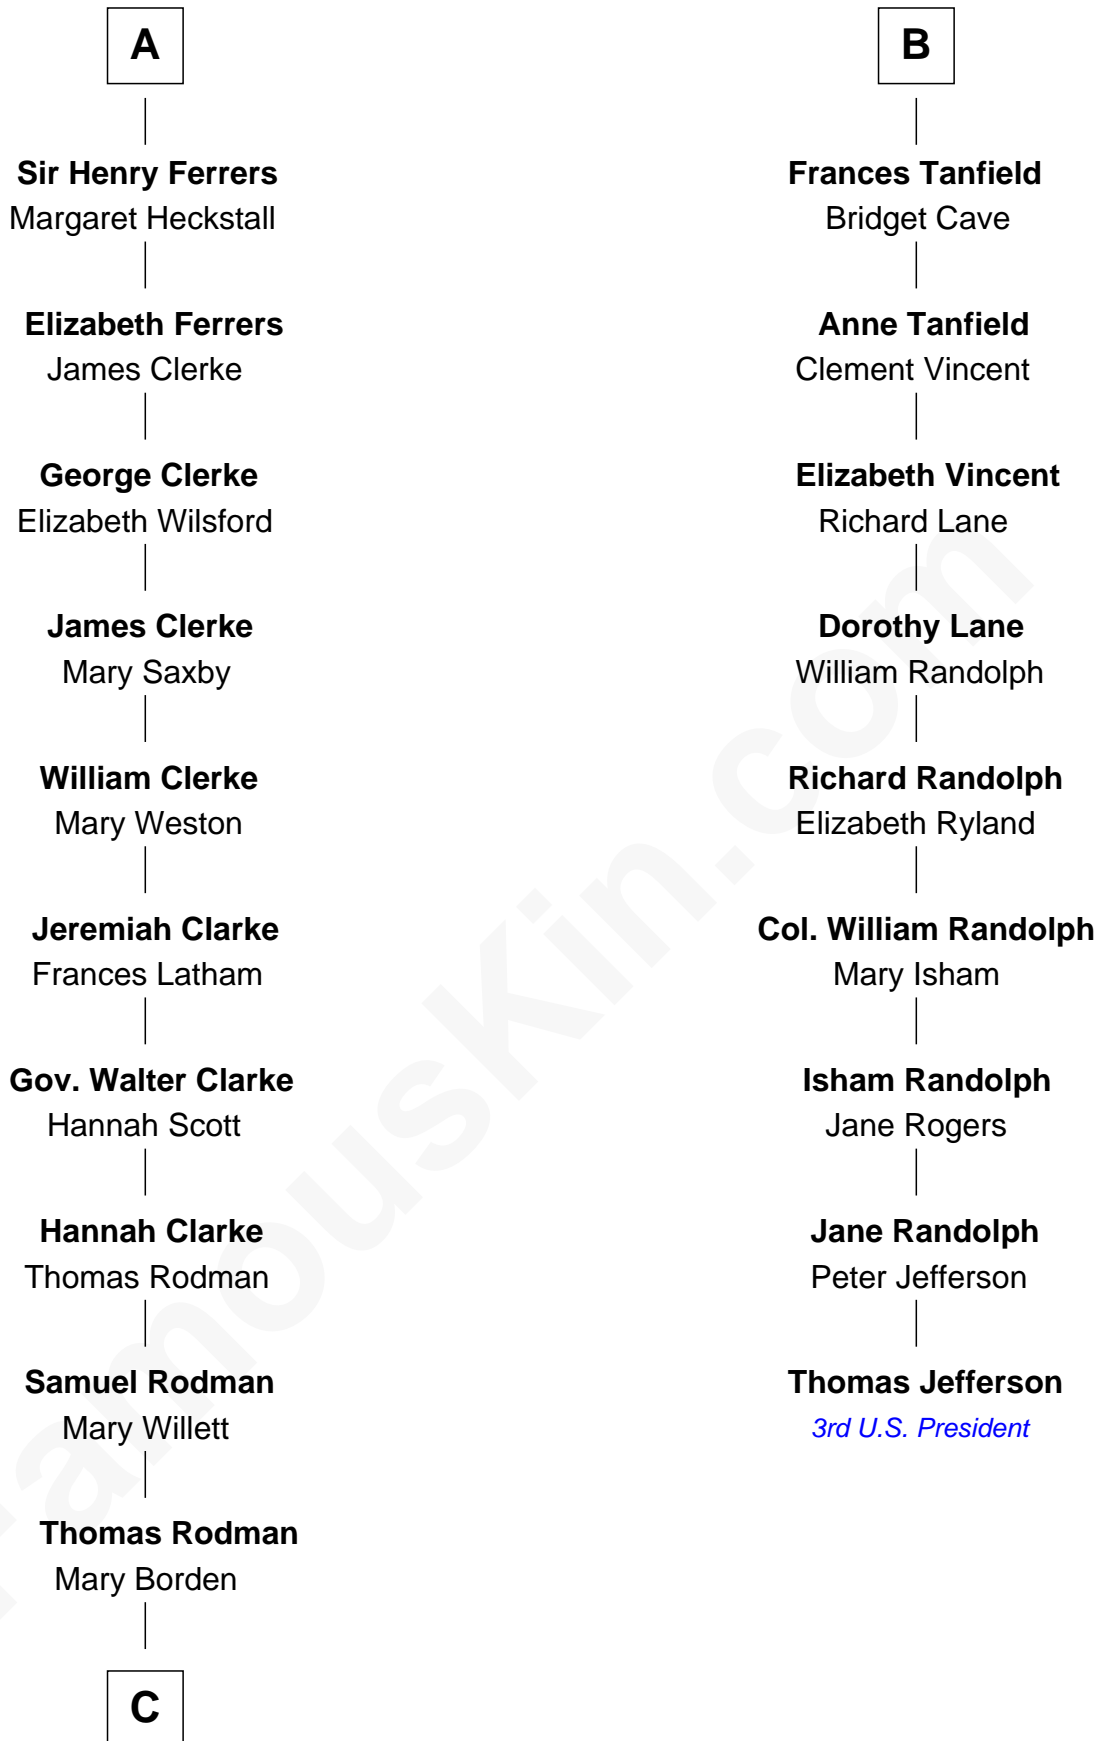 A
Sir Henry Ferrers
Margaret Heckstall
Elizabeth Ferrers
James Clerke
George Clerke
Elizabeth Wilsford
James Clerke
Mary Saxby
William Clerke
Mary Weston
Jeremiah Clarke
Frances Latham
Gov. Walter Clarke
Hannah Scott
Hannah Clarke
Thomas Rodman
Samuel Rodman
Mary Willett
Thomas Rodman
Mary Borden
C
B
Frances Tanfield
Bridget Cave
Anne Tanfield
Clement Vincent
Elizabeth Vincent
Richard Lane
Dorothy Lane
William Randolph
Richard Randolph
Elizabeth Ryland
Col. William Randolph
Mary Isham
Isham Randolph
Jane Rogers
Jane Randolph
Peter Jefferson
Thomas Jefferson
3rd U.S. President
FamousKin.com